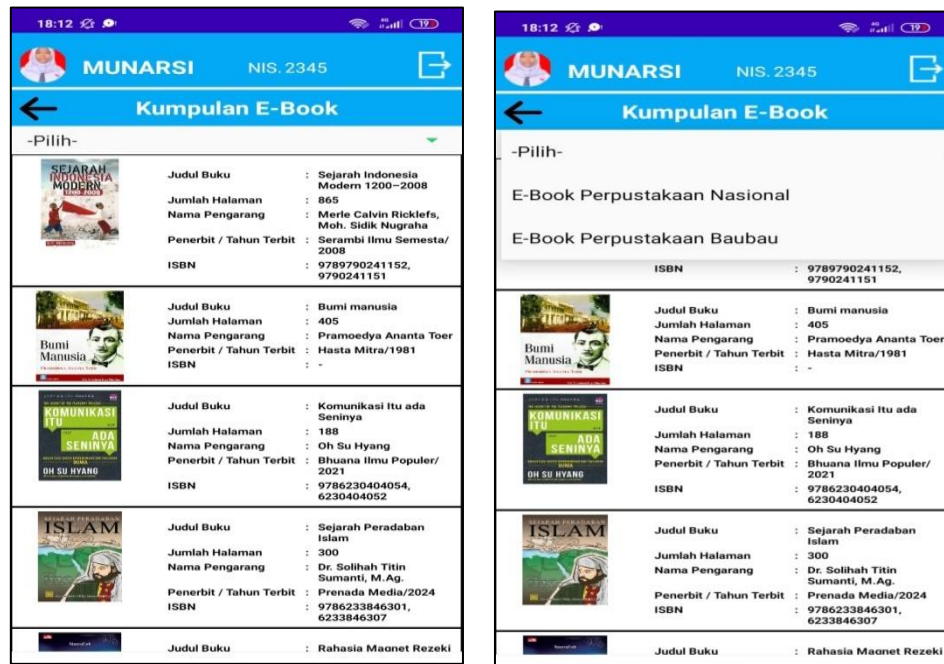 18:12
4G
19
MUNARSI NIS. 2345
Kumpulan E-Book
-Pilih-
SEJARAH
INDONESIA
MODERN
1200-2008
Judul Buku : Sejarah Indonesia
Modern 1200–2008
Jumlah Halaman : 865
Nama Pengarang : Merle Calvin Ricklefs,
Moh. Sidik Nugraha
Penerbit / Tahun Terbit : Serambi Ilmu Semesta/
2008
ISBN : 9789790241152,
9790241151
Bumi
Manusia
Judul Buku : Bumi manusia
Jumlah Halaman : 405
Nama Pengarang : Pramoedya Ananta Toer
Penerbit / Tahun Terbit : Hasta Mitra/1981
ISBN : -
KOMUNIKASI
ITU
ADA
SENINYA
OH SU HYANG
Judul Buku : Komunikasi Itu ada
Seninya
Jumlah Halaman : 188
Nama Pengarang : Oh Su Hyang
Penerbit / Tahun Terbit : Bhuana Ilmu Populer/
2021
ISBN : 9786230404054,
6230404052
SEJARAH PERADABAN
ISLAM
Judul Buku : Sejarah Peradaban
Islam
Jumlah Halaman : 300
Nama Pengarang : Dr. Solihah Titin
Sumanti, M.Ag.
Penerbit / Tahun Terbit : Prenada Media/2024
ISBN : 9786233846301,
6233846307
Judul Buku : Rahasia Magnet Rezeki
18:12
4G
19
MUNARSI NIS. 2345
Kumpulan E-Book
-Pilih-
E-Book Perpustakaan Nasional
E-Book Perpustakaan Baubau
ISBN : 9789790241152,
9790241151
Bumi
Manusia
Judul Buku : Bumi manusia
Jumlah Halaman : 405
Nama Pengarang : Pramoedya Ananta Toer
Penerbit / Tahun Terbit : Hasta Mitra/1981
ISBN : -
KOMUNIKASI
ITU
ADA
SENINYA
OH SU HYANG
Judul Buku : Komunikasi Itu ada
Seninya
Jumlah Halaman : 188
Nama Pengarang : Oh Su Hyang
Penerbit / Tahun Terbit : Bhuana Ilmu Populer/
2021
ISBN : 9786230404054,
6230404052
SEJARAH PERADABAN
ISLAM
Judul Buku : Sejarah Peradaban
Islam
Jumlah Halaman : 300
Nama Pengarang : Dr. Solihah Titin
Sumanti, M.Ag.
Penerbit / Tahun Terbit : Prenada Media/2024
ISBN : 9786233846301,
6233846307
Judul Buku : Rahasia Magnet Rezeki